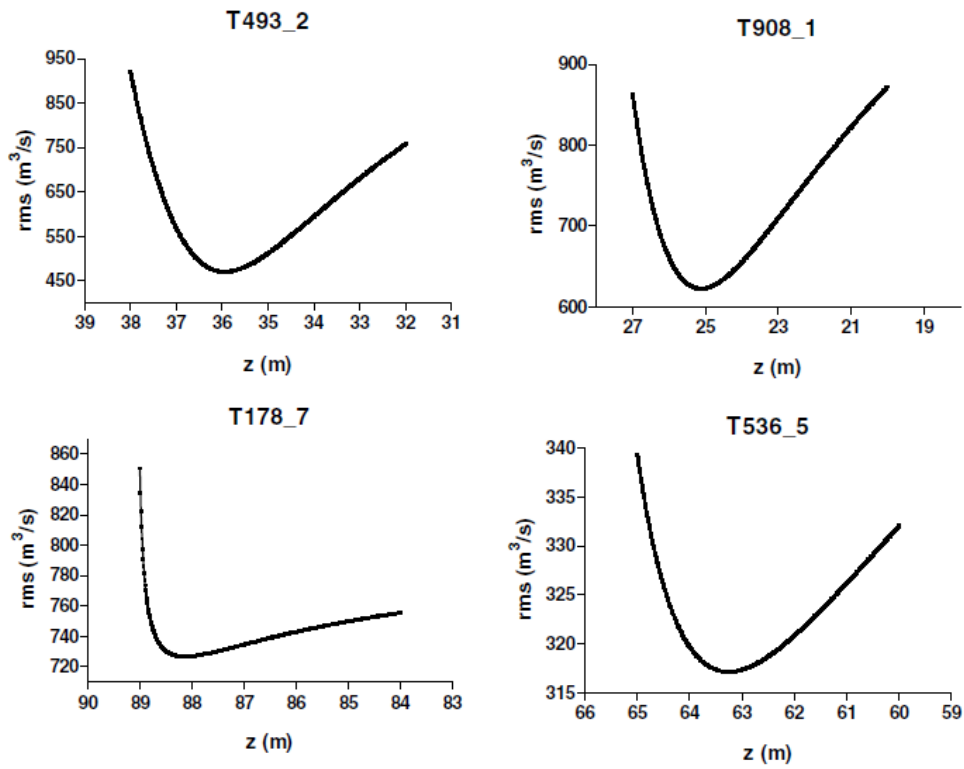 T493_2
950
850
750
650
550
450
rms (m³/s)
39 38 37 36 35 34 33 32 31
z (m)
T908_1
900
800
700
600
rms (m³/s)
27 25 23 21 19
z (m)
T178_7
860
840
820
800
780
760
740
720
rms (m³/s)
90 89 88 87 86 85 84 83
z (m)
T536_5
340
335
330
325
320
315
rms (m³/s)
66 65 64 63 62 61 60 59
z (m)